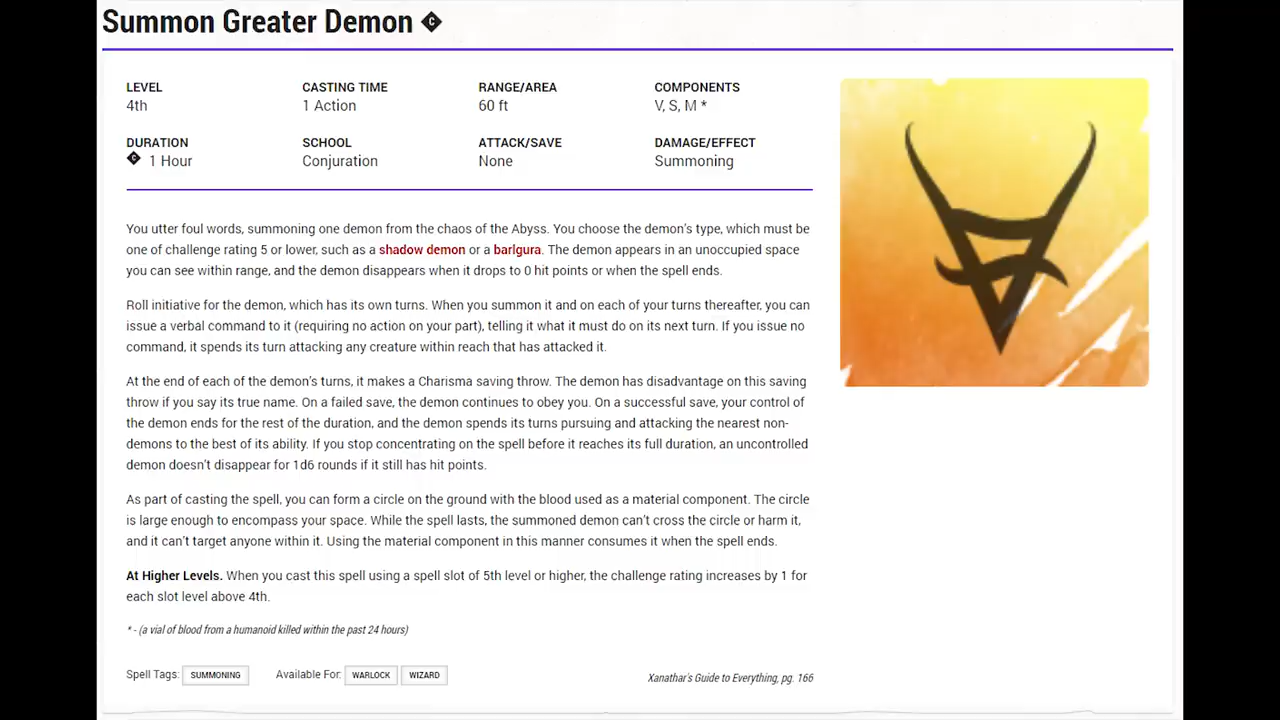 Summon Greater Demon C
LEVEL CASTING TIME RANGE/AREA COMPONENTS
4th 1 Action 60 ft V, S, M *
DURATION SCHOOL ATTACK/SAVE DAMAGE/EFFECT
C 1 Hour Conjuration None Summoning
You utter foul words, summoning one demon from the chaos of the Abyss. You choose the demon's type, which must be
one of challenge rating 5 or lower, such as a shadow demon or a barlgura. The demon appears in an unoccupied space
you can see within range, and the demon disappears when it drops to 0 hit points or when the spell ends.
Roll initiative for the demon, which has its own turns. When you summon it and on each of your turns thereafter, you can
issue a verbal command to it (requiring no action on your part), telling it what it must do on its next turn. If you issue no
command, it spends its turn attacking any creature within reach that has attacked it.
At the end of each of the demon's turns, it makes a Charisma saving throw. The demon has disadvantage on this saving
throw if you say its true name. On a failed save, the demon continues to obey you. On a successful save, your control of
the demon ends for the rest of the duration, and the demon spends its turns pursuing and attacking the nearest non-
demons to the best of its ability. If you stop concentrating on the spell before it reaches its full duration, an uncontrolled
demon doesn't disappear for 1d6 rounds if it still has hit points.
As part of casting the spell, you can form a circle on the ground with the blood used as a material component. The circle
is large enough to encompass your space. While the spell lasts, the summoned demon can't cross the circle or harm it,
and it can't target anyone within it. Using the material component in this manner consumes it when the spell ends.
At Higher Levels. When you cast this spell using a spell slot of 5th level or higher, the challenge rating increases by 1 for
each slot level above 4th.
* - (a vial of blood from a humanoid killed within the past 24 hours)
Spell Tags: SUMMONING Available For: WARLOCK WIZARD Xanathar's Guide to Everything, pg. 166